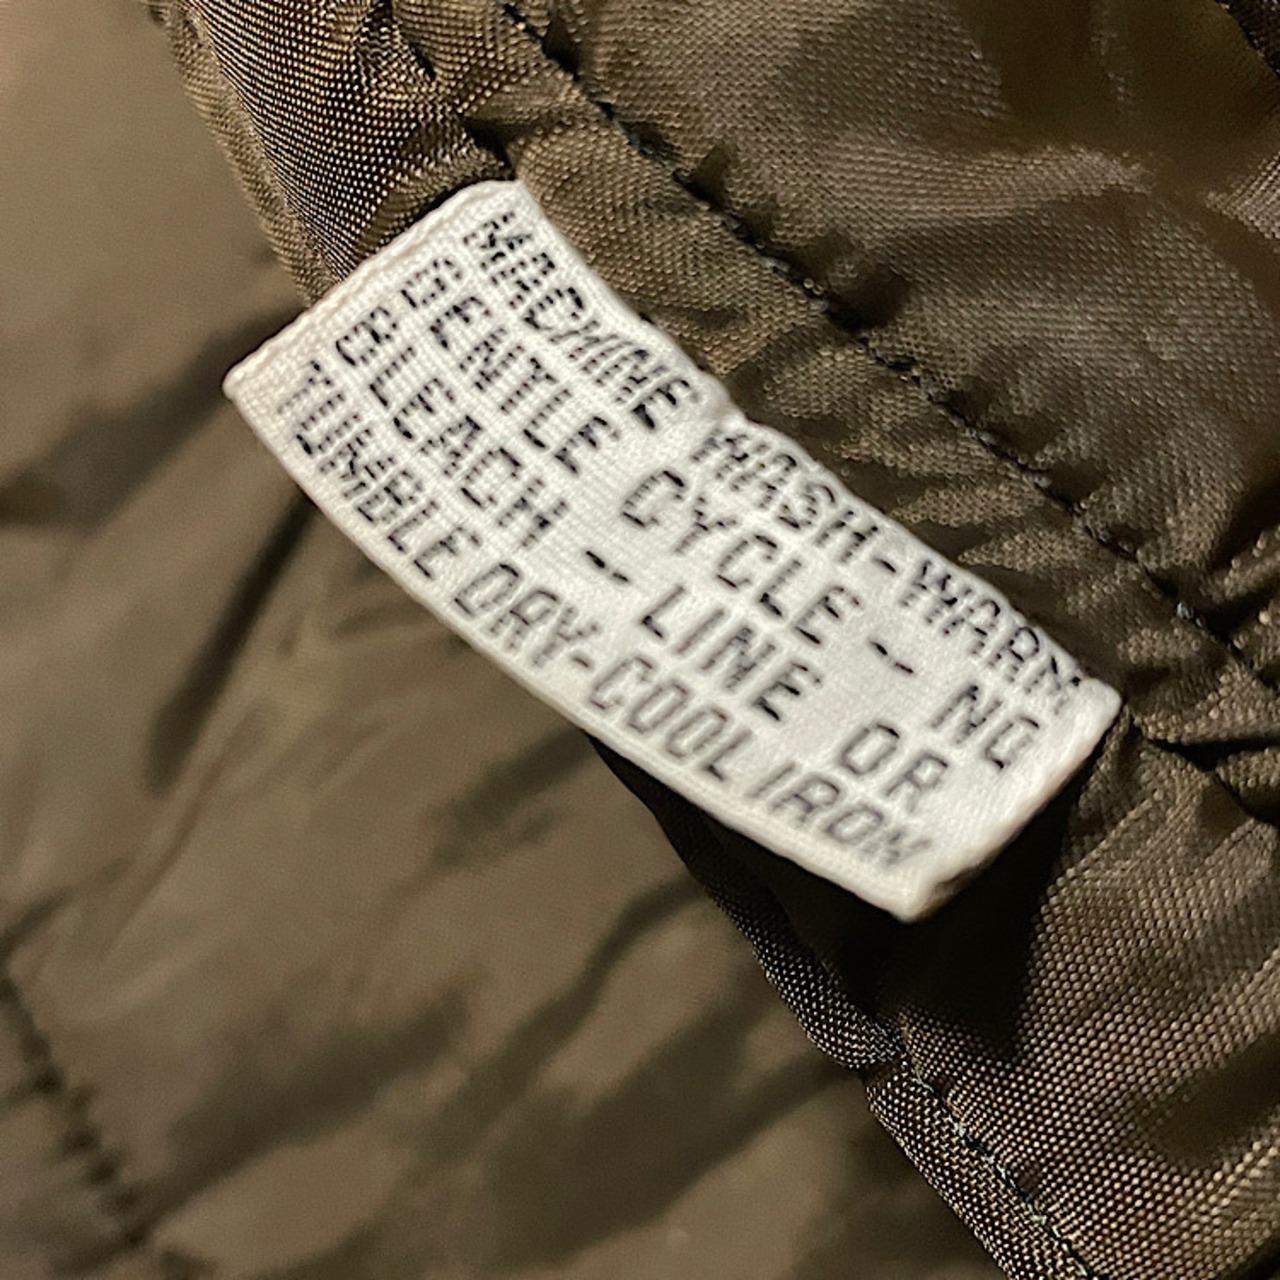 MACHINE WASH-WARM
GENTLE CYCLE - NO
BLEACH - LINE OR
TUMBLE DRY-COOL IRON